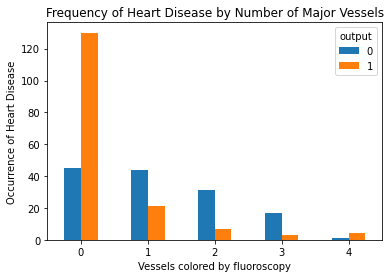 Frequency of Heart Disease by Number of Major Vessels
output
0
1
120
100
80
60
40
20
0
Occurrence of Heart Disease
0 1 2 3 4
Vessels colored by fluoroscopy